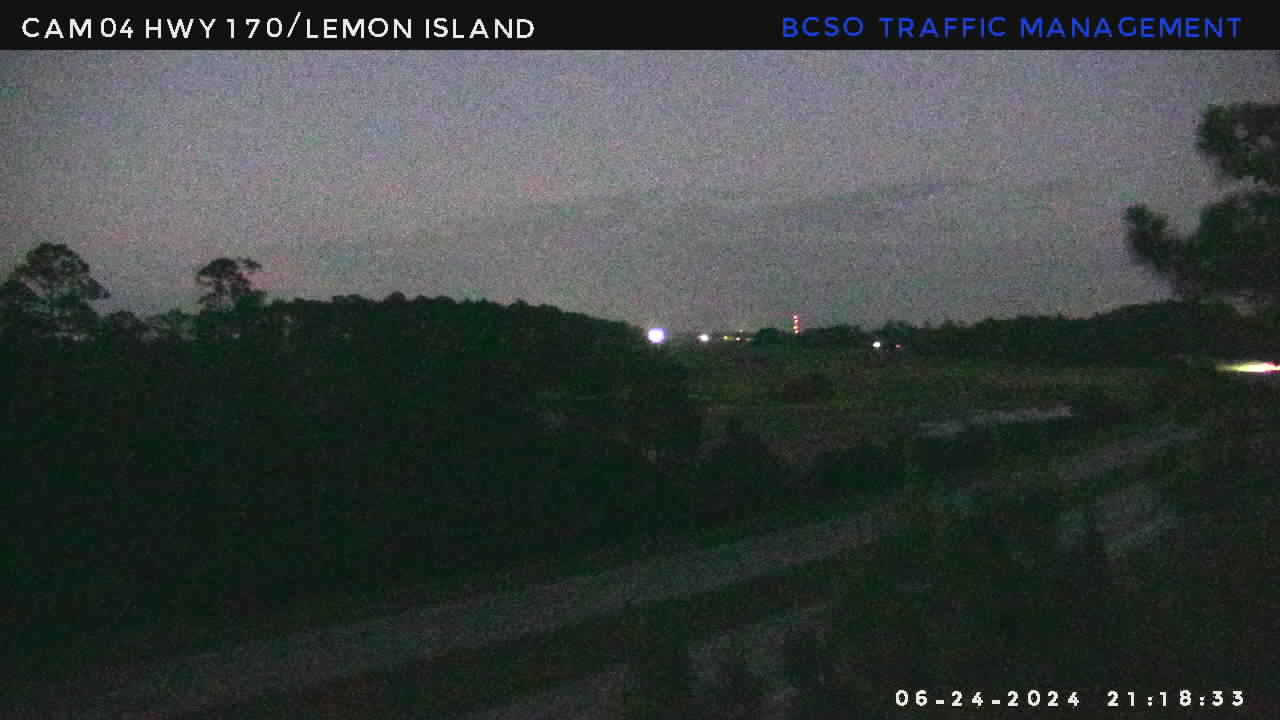 CAM04 HWY 170/LEMON ISLAND
BCSO TRAFFIC MANAGEMENT
06-24-2024 21:18:33